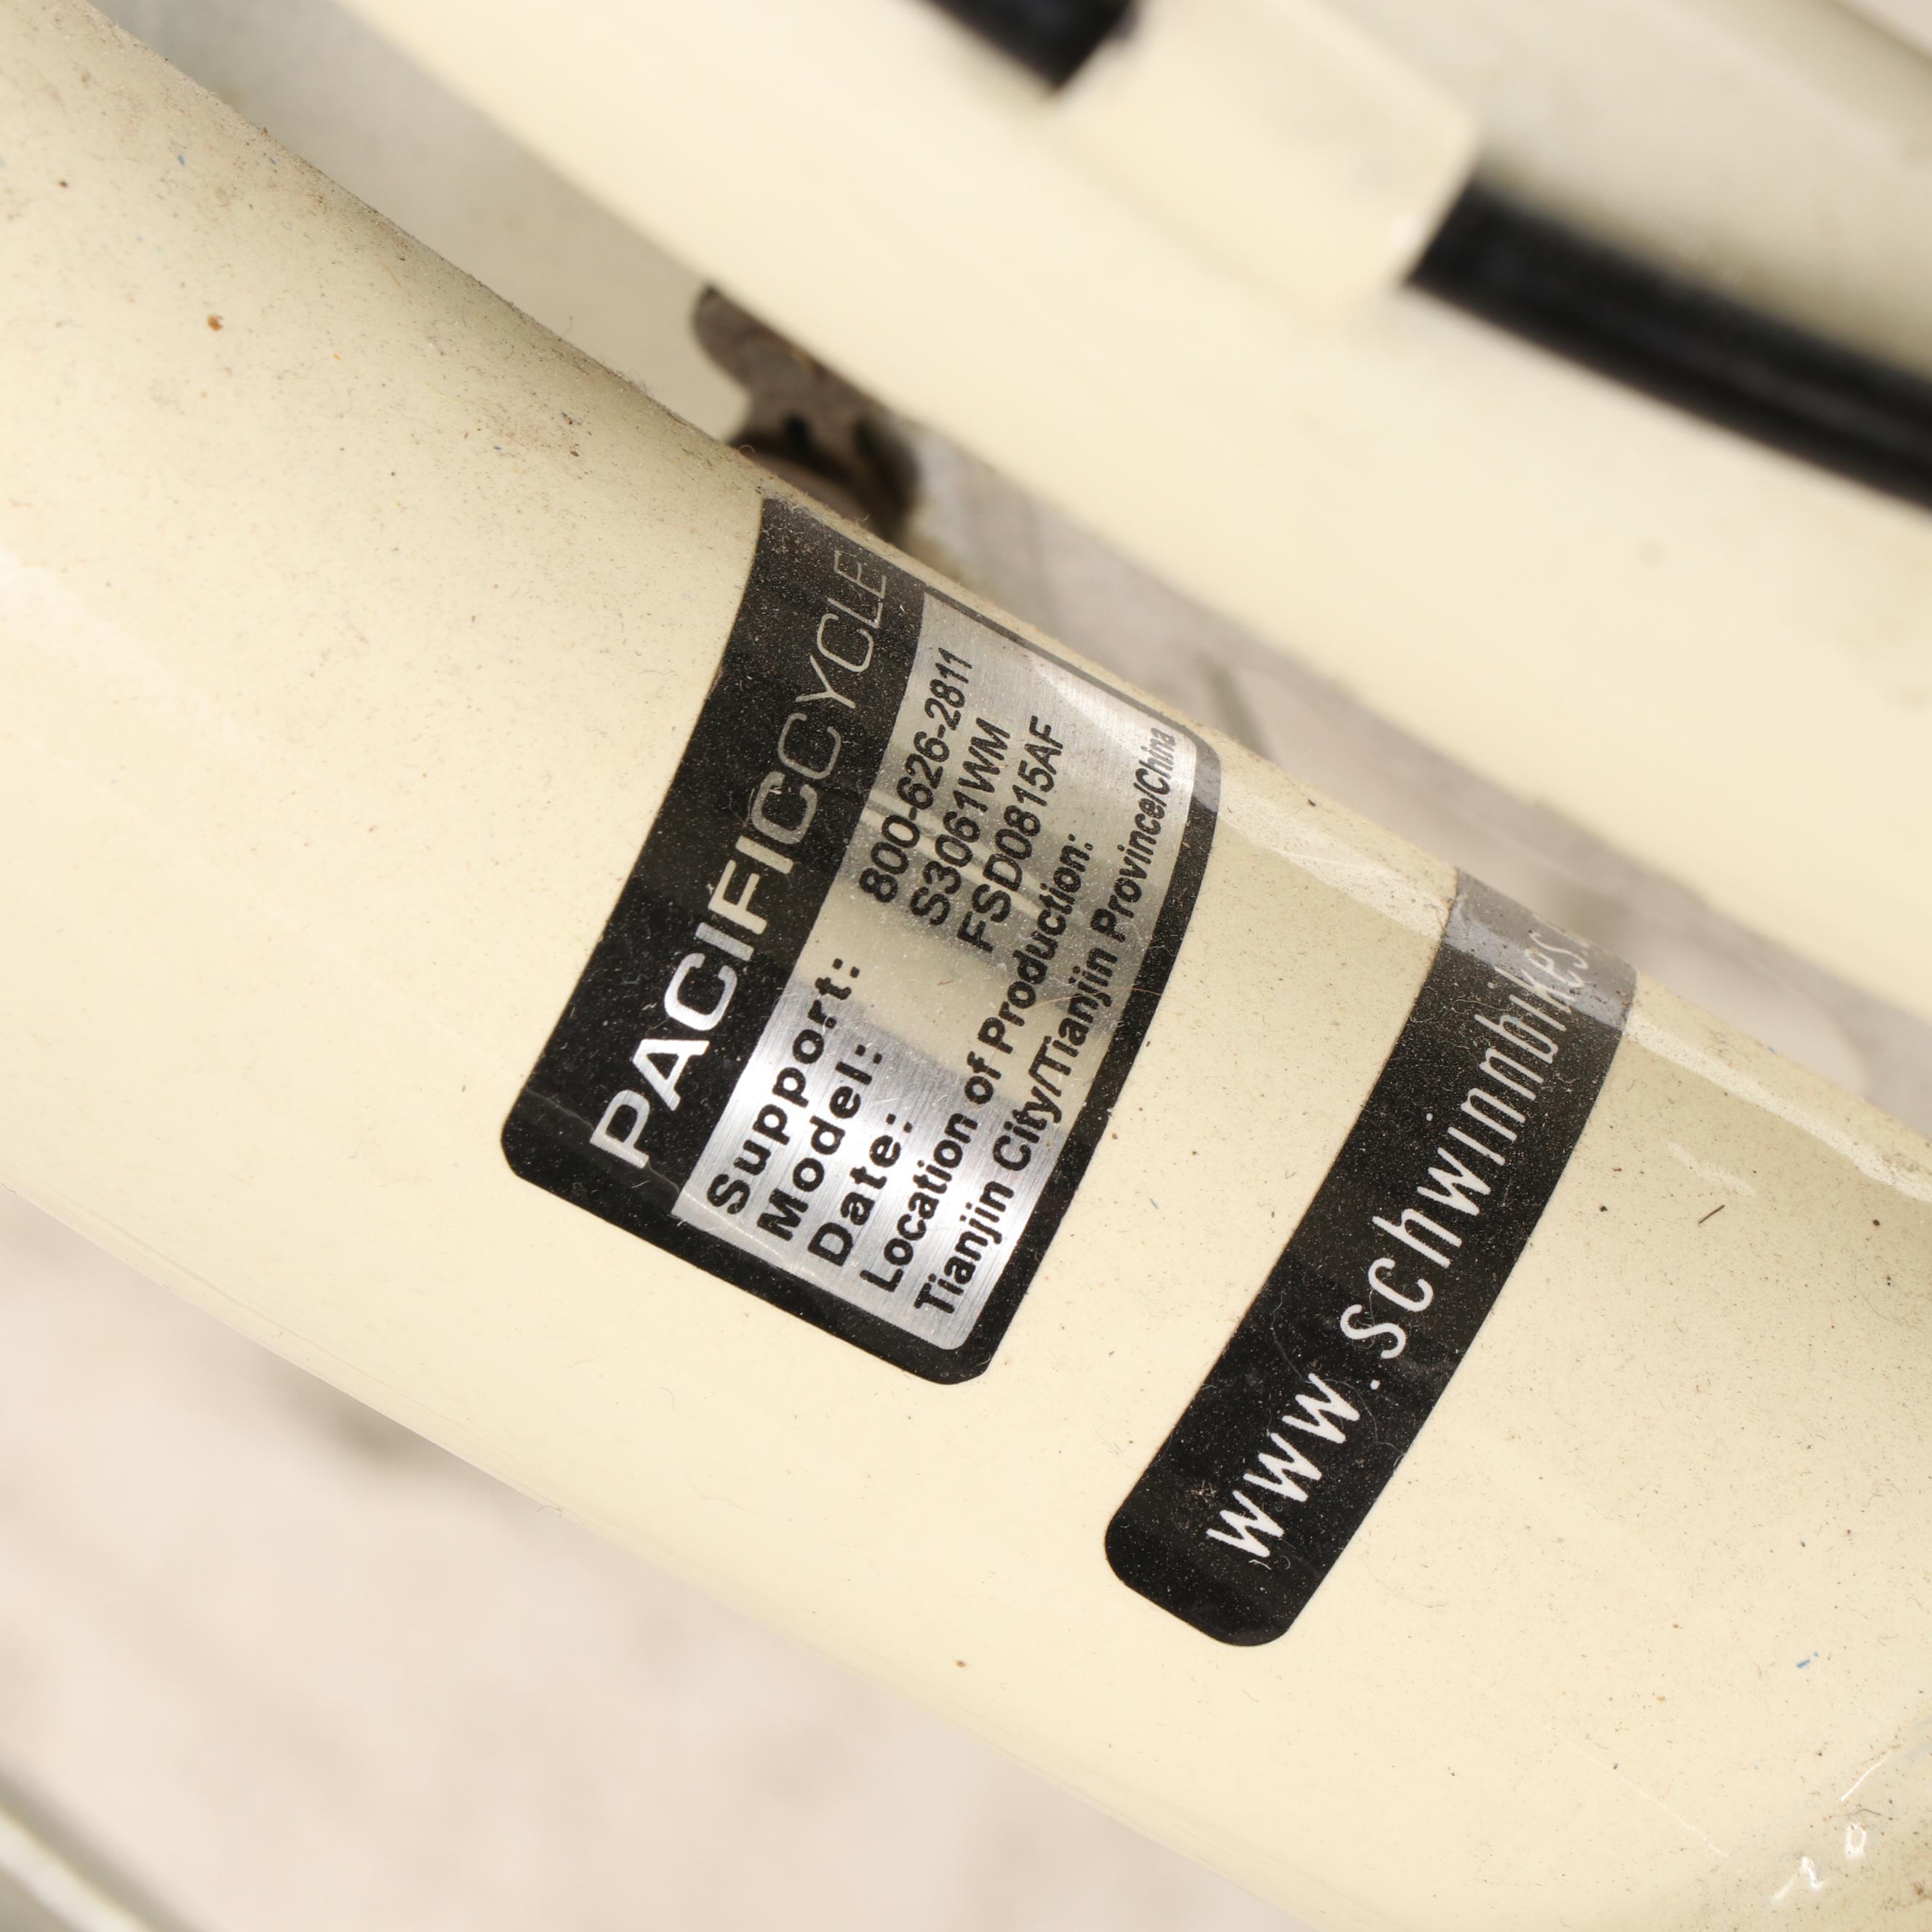 PACIFICCYCLE
Support: 800-626-2811
Model: S3061WM
Date: FSD0815AF
Location of Production:
Tianjin City/Tianjin Province/China
www.schwinnbikes.